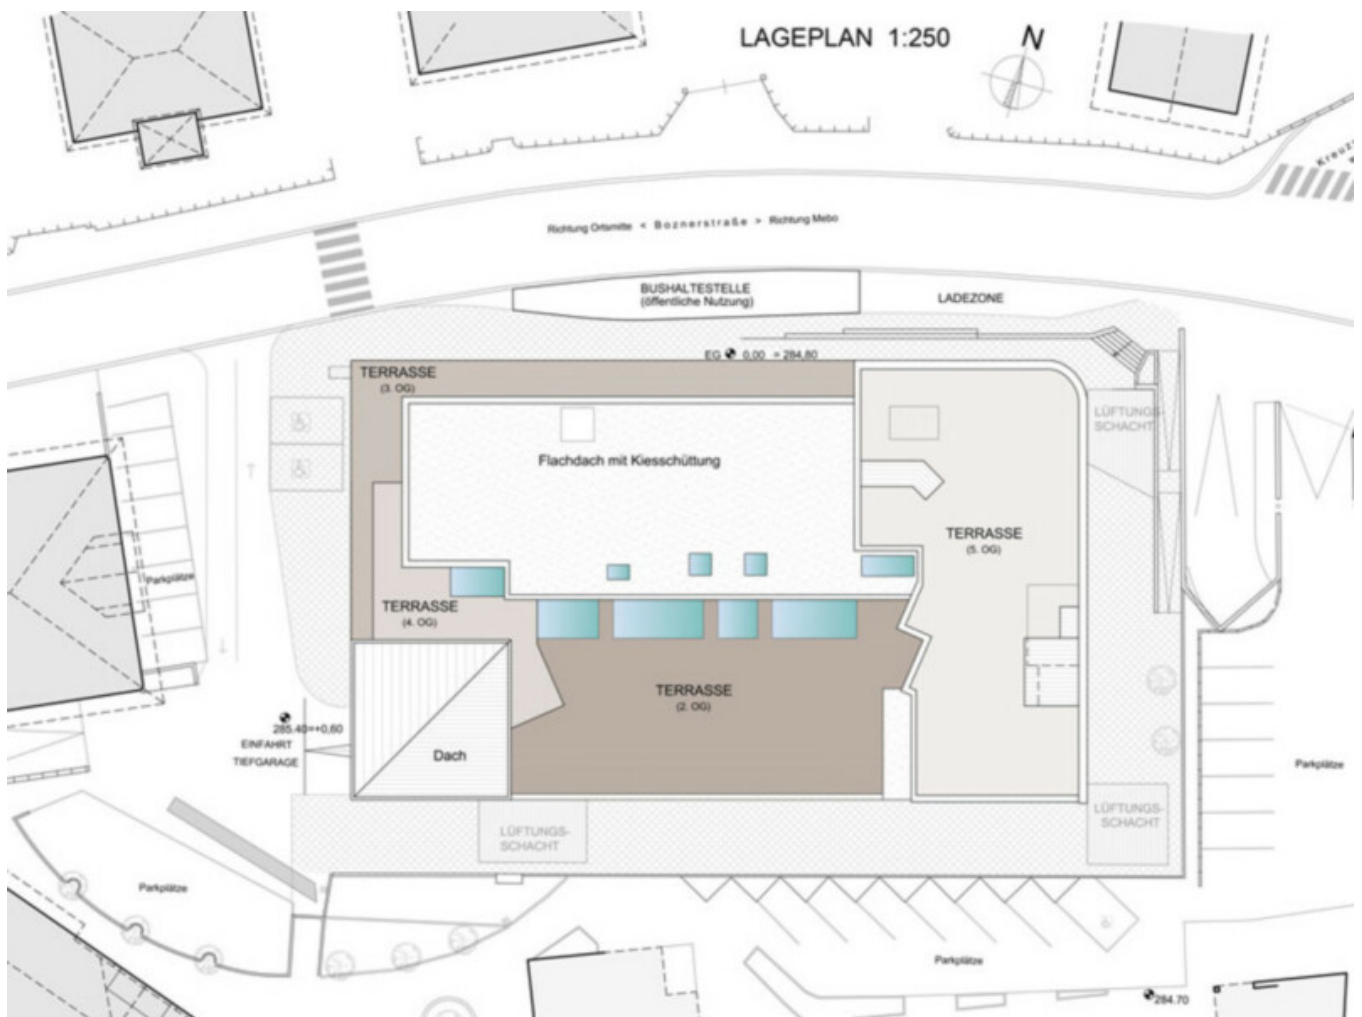 LAGEPLAN 1:250
N
Richtung Ortsmitte < Boznerstraße > Richtung Mebo
BUSHALTESTELLE
(öffentliche Nutzung)
LADEZONE
EG 0,00 = 284,80
TERRASSE
(3. OG)
LÜFTUNGS-
SCHACHT
Flachdach mit Kiesschüttung
TERRASSE
(5. OG)
Parkplätze
TERRASSE
(4. OG)
TERRASSE
(2. OG)
285.40=+0,60
EINFAHRT
TIEFGARAGE
Dach
Parkplätze
LÜFTUNGS-
SCHACHT
LÜFTUNGS-
SCHACHT
Parkplätze
Parkplätze
284.70